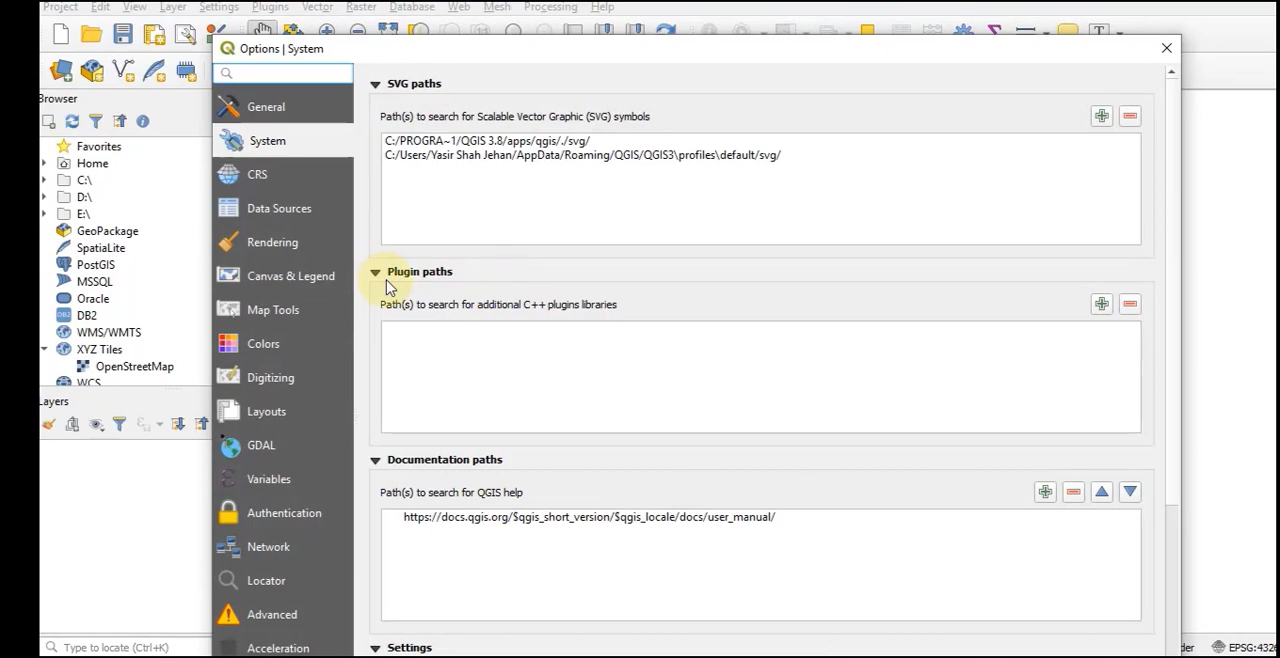 Project Edit View Layer Settings Plugins Vector Raster Database Web Mesh Processing Help
Options | System
Browser
Favorites
Home
C:\
D:\
E:\
GeoPackage
SpatiaLite
PostGIS
MSSQL
Oracle
DB2
WMS/WMTS
XYZ Tiles
OpenStreetMap
WCS
Layers
General
System
CRS
Data Sources
Rendering
Canvas & Legend
Map Tools
Colors
Digitizing
Layouts
GDAL
Variables
Authentication
Network
Locator
Advanced
Acceleration
SVG paths
Path(s) to search for Scalable Vector Graphic (SVG) symbols
C:/PROGRA~1/QGIS 3.8/apps/qgis/./svg/
C:/Users/Yasir Shah Jehan/AppData/Roaming/QGIS/QGIS3\profiles\default/svg/
Plugin paths
Path(s) to search for additional C++ plugins libraries
Documentation paths
Path(s) to search for QGIS help
https://docs.qgis.org/$qgis_short_version/$qgis_locale/docs/user_manual/
Settings
Type to locate (Ctrl+K)